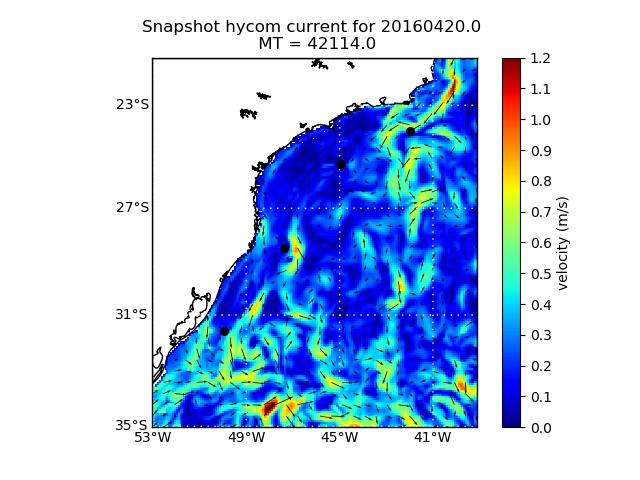 Snapshot hycom current for 20160420.0
MT = 42114.0
23°S
27°S
31°S
35°S
53°W
49°W
45°W
41°W
1.2
1.1
1.0
0.9
0.8
0.7
0.6
0.5
0.4
0.3
0.2
0.1
0.0
velocity (m/s)